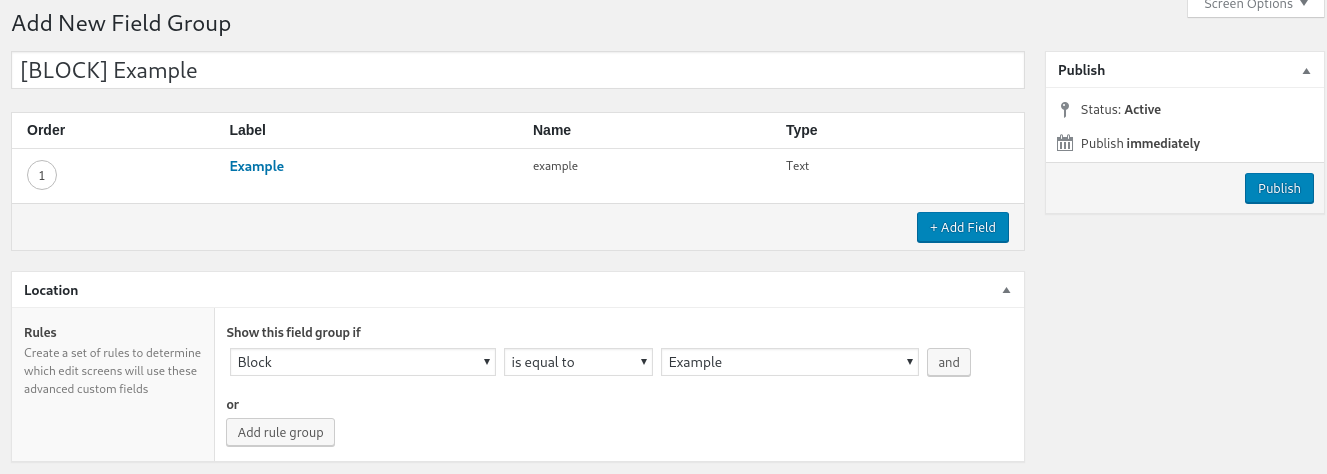 Screen Options
Add New Field Group
[BLOCK] Example
Publish
Status: Active
Publish immediately
Publish
Order Label Name Type
1 Example example Text
+ Add Field
Location
Rules
Create a set of rules to determine
which edit screens will use these
advanced custom fields
Show this field group if
Block is equal to Example and
or
Add rule group